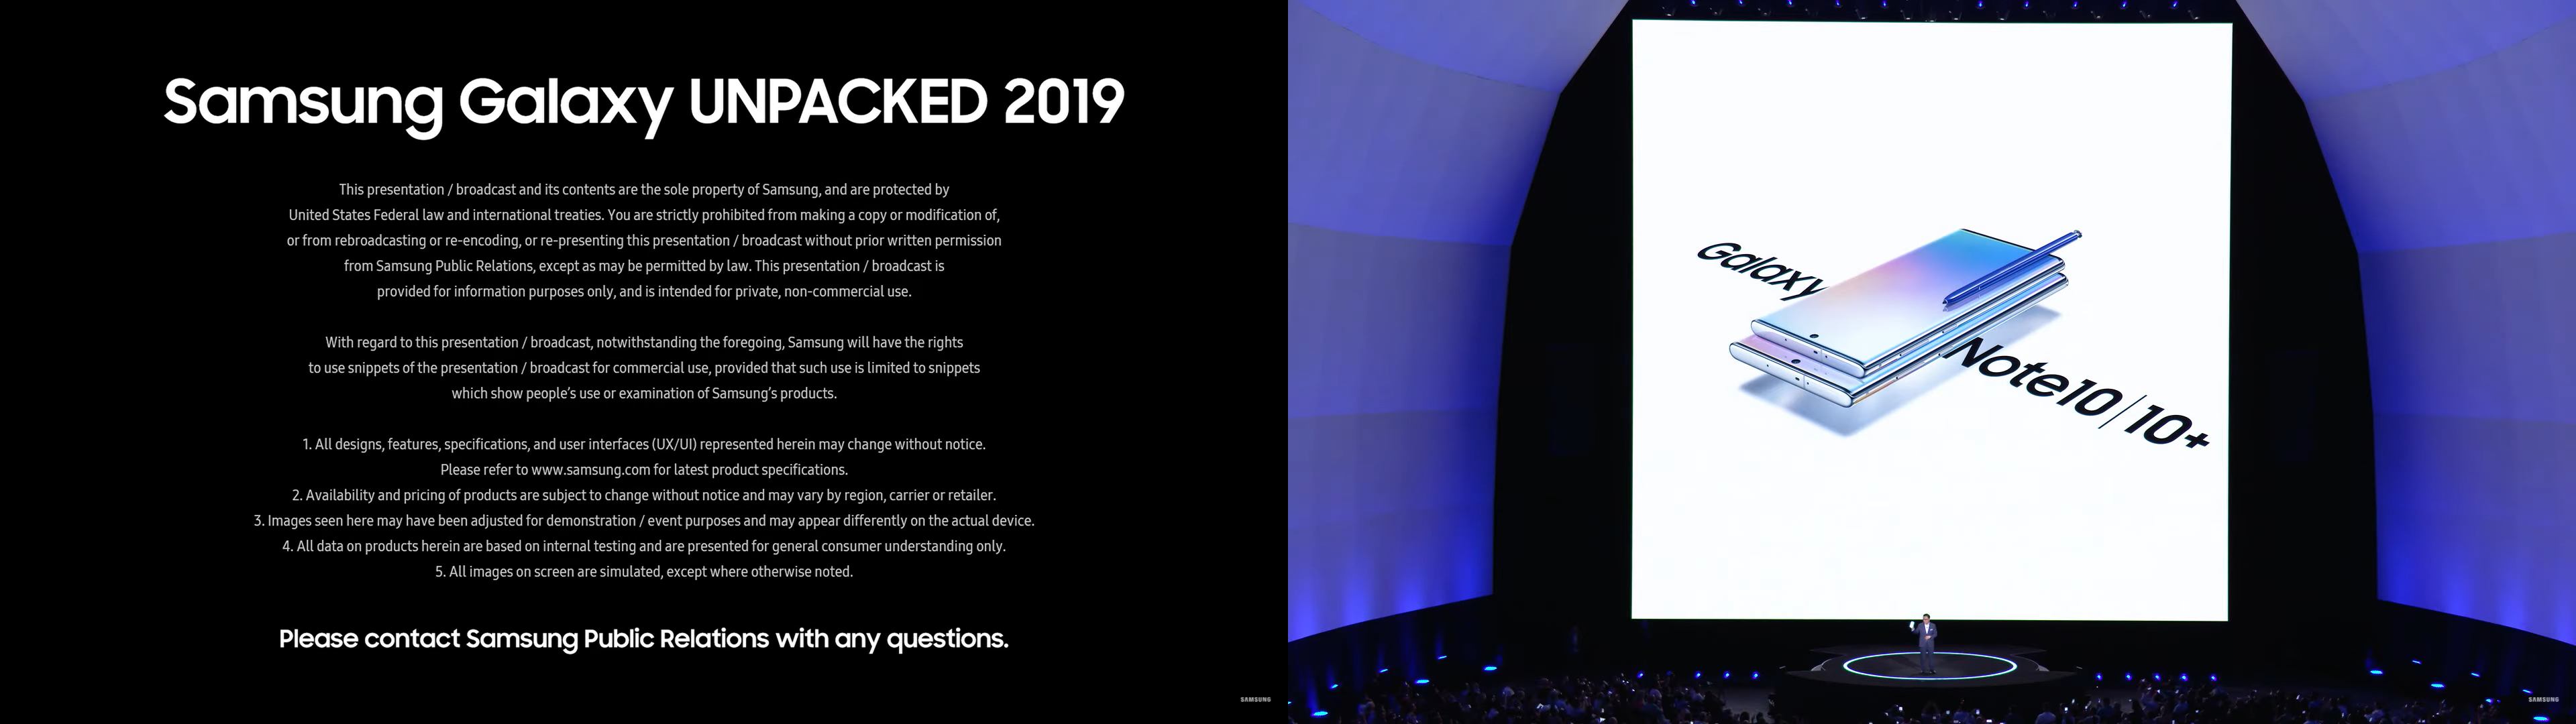 Samsung Galaxy UNPACKED 2019
This presentation / broadcast and its contents are the sole property of Samsung, and are protected by
United States Federal law and international treaties. You are strictly prohibited from making a copy or modification of,
or from rebroadcasting or re-encoding, or re-presenting this presentation / broadcast without prior written permission
from Samsung Public Relations, except as may be permitted by law. This presentation / broadcast is
provided for information purposes only, and is intended for private, non-commercial use.
With regard to this presentation / broadcast, notwithstanding the foregoing, Samsung will have the rights
to use snippets of the presentation / broadcast for commercial use, provided that such use is limited to snippets
which show people's use or examination of Samsung's products.
1. All designs, features, specifications, and user interfaces (UX/UI) represented herein may change without notice.
Please refer to www.samsung.com for latest product specifications.
2. Availability and pricing of products are subject to change without notice and may vary by region, carrier or retailer.
3. Images seen here may have been adjusted for demonstration / event purposes and may appear differently on the actual device.
4. All data on products herein are based on internal testing and are presented for general consumer understanding only.
5. All images on screen are simulated, except where otherwise noted.
Please contact Samsung Public Relations with any questions.
SAMSUNG
Galaxy
Note10 | 10+
SAMSUNG